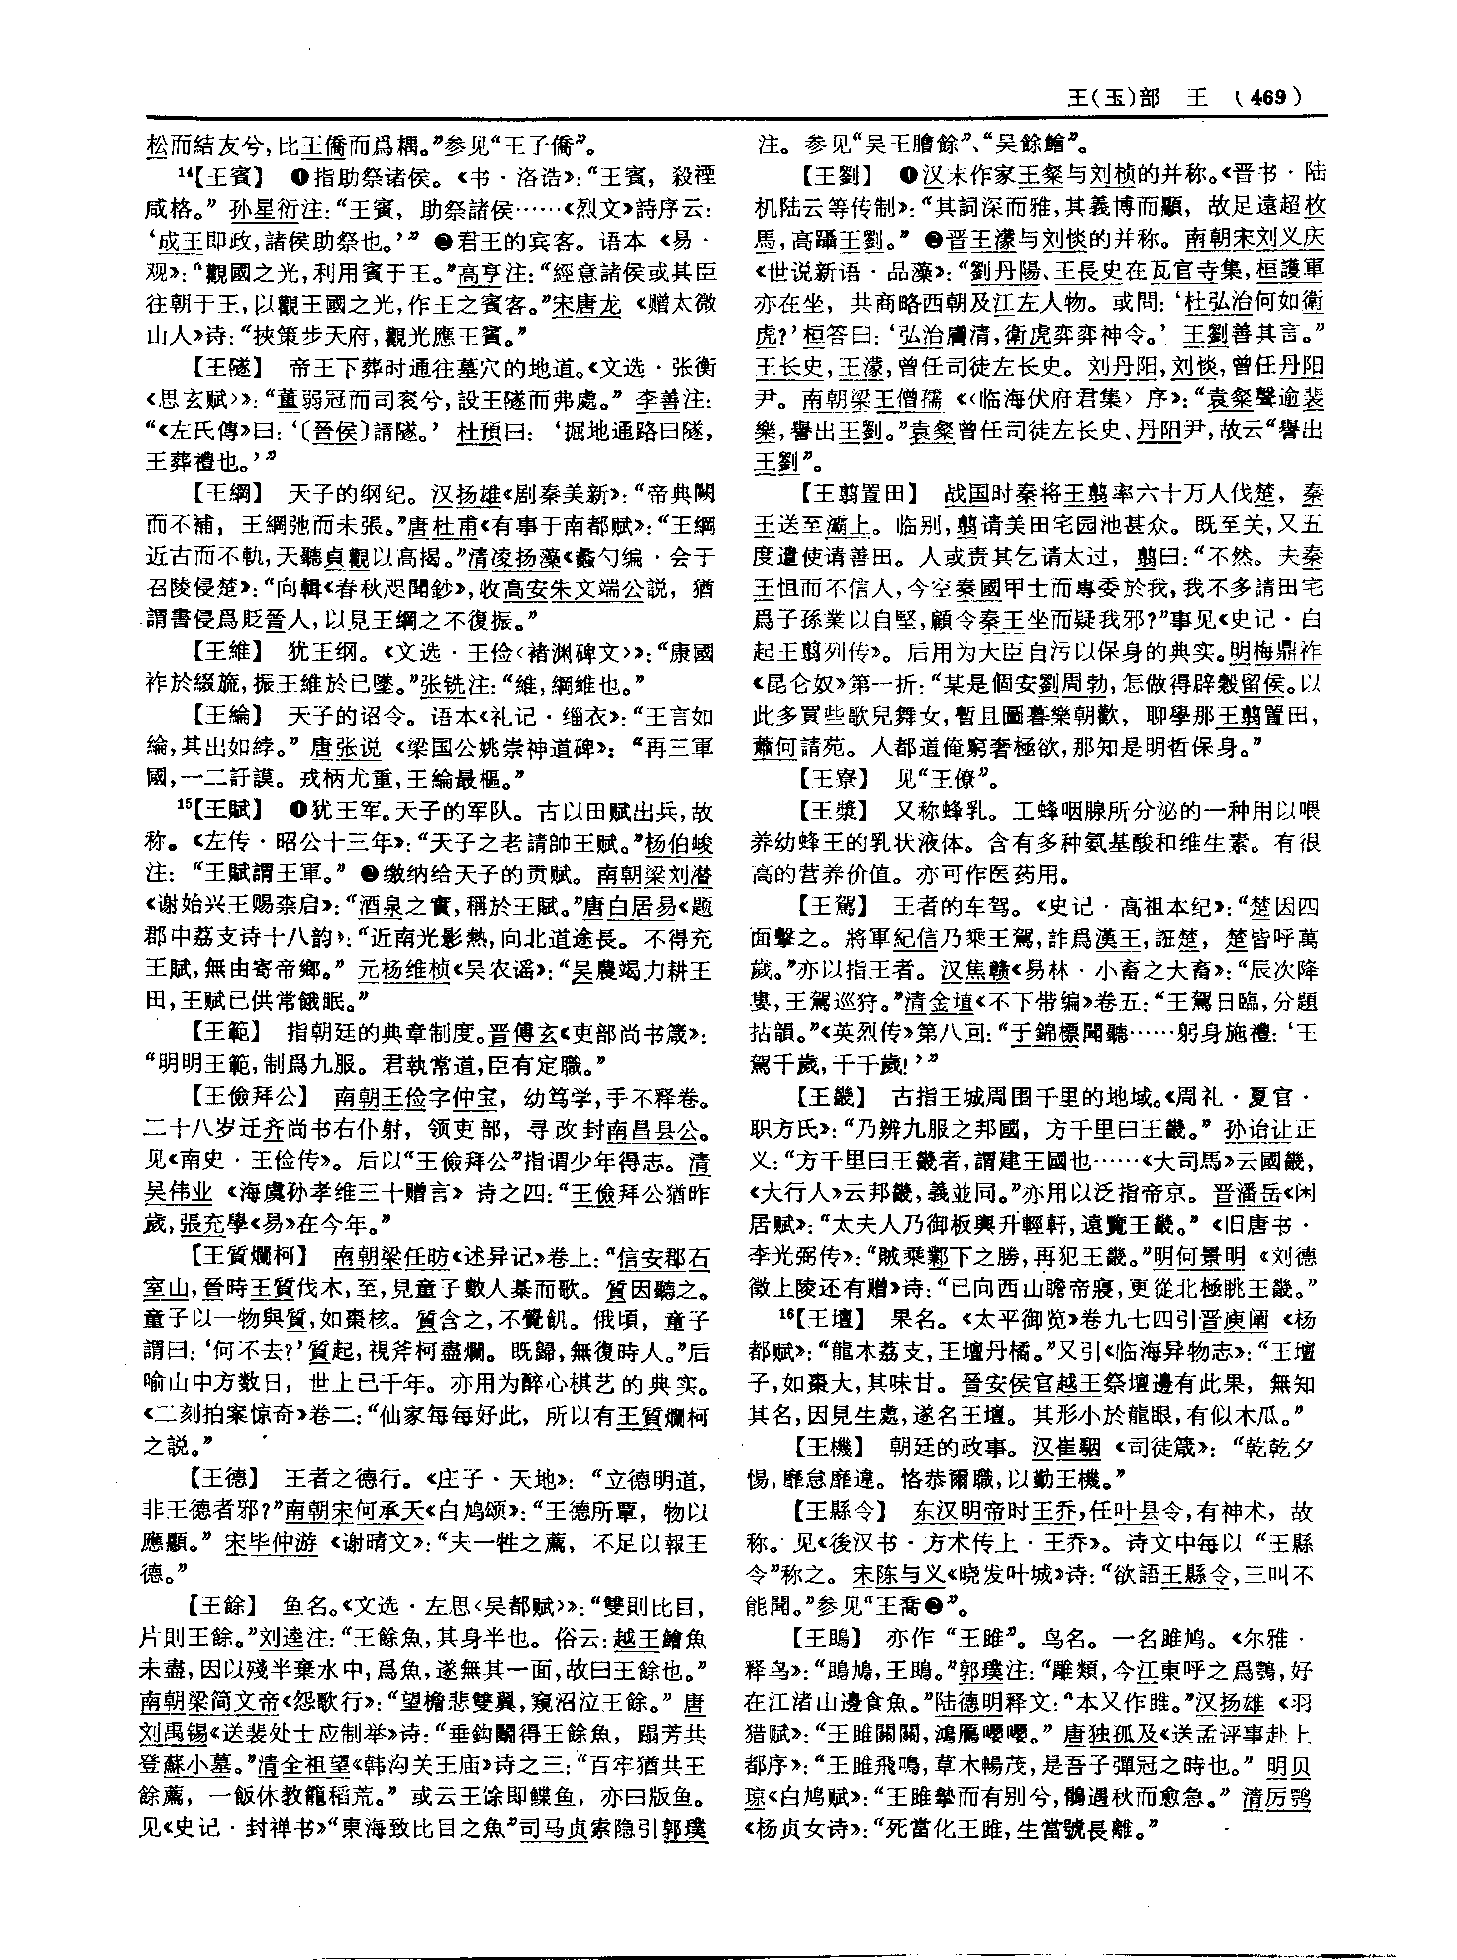 王(玉)部　王　(469)
松而結友兮,比王僑而爲耦。”参见“王子僑”。
14【王賓】　❶指助祭诸侯。《书·洛诰》:“王賓，殺禋
咸格。”孙星衍注:“王賓，助祭諸侯……《烈文》詩序云:
‘成王即政,諸侯助祭也。’”❷君王的宾客。语本《易·
观》:“觀國之光,利用賓于王。”高亨注:“經意諸侯或其臣
往朝于王,以觀王國之光,作王之賓客。”宋唐龙《赠太微
山人》诗:“挾策步天府,觀光應王賓。”
【王隧】　帝王下葬时通往墓穴的地道。《文选·张衡
〈思玄赋〉》:“董弱冠而司衮兮,設王隧而弗處。”李善注:
“《左氏傳》曰:‘〔晉侯〕請隧。’杜預曰:‘掘地通路曰隧，
王葬禮也。’”
【王綱】　天子的纲纪。汉扬雄《剧秦美新》:“帝典闕
而不補，王綱弛而未張。”唐杜甫《有事于南郊赋》:“王綱
近古而不軌,天聽貞觀以高揭。”清凌扬藻《蠡勺编·会于
召陵侵楚》:“向輯《春秋咫聞鈔》,收高安朱文端公説，猶
謂書侵爲貶晉人,以見王綱之不復振。”
【王維】　犹王纲。《文选·王俭〈褚渊碑文〉》:“康國
祚於缀旒,振王維於已墜。”张铣注:“維,綱維也。”
【王綸】　天子的诏令。语本《礼记·缁衣》:“王言如
綸,其出如綍。”唐张说《梁国公姚崇神道碑》:“再三軍
國,一二訏謨。戎柄尤重,王綸最樞。”
15【王賦】　❶犹王军。天子的军队。古以田赋出兵,故
称。《左传·昭公十三年》:“天子之老請帥王赋。”杨伯峻
注:“王賦謂王軍。”❷缴纳给天子的贡赋。南朝梁刘潜
《谢始兴王赐柰启》:“酒泉之實,稱於王賦。”唐白居易《题
郡中荔支诗十八韵》:“近南光影熱,向北道途長。不得充
王賦,無由寄帝鄉。”元杨维桢《吴农谣》:“吴農竭力耕王
田,王赋已供常餓眠。”
【王範】　指朝廷的典章制度。晋傅玄《吏部尚书箴》:
“明明王範,制爲九服。君執常道,臣有定職。”
【王儉拜公】　南朝王俭字仲宝，幼笃学,手不释卷。
二十八岁迁齐尚书右仆射，领吏部，寻改封南昌县公。
见《南史·王俭传》。后以“王儉拜公”指谓少年得志。清
吴伟业《海虞孙孝维三十赠言》诗之四:“王儉拜公猶昨
歲,張充學《易》在今年。”
【王質爛柯】　南朝梁任昉《述异记》卷上:“信安郡石
室山,晉時王質伐木,至,見童子數人棊而歌。質因聽之。
童子以一物與質,如棗核。質含之,不覺飢。俄頃，童子
謂曰:‘何不去?’質起,視斧柯盡爛。既歸,無復時人。”后
喻山中方数日，世上已千年。亦用为醉心棋艺的典实。
《二刻拍案惊奇》卷二:“仙家每每好此，所以有王質爛柯
之説。”
【王德】　王者之德行。《庄子·天地》:“立德明道，
非王德者邪?”南朝宋何承天《白鸠颂》:“王德所覃，物以
應顯。”宋毕仲游《谢晴文》:“夫一牲之薦，不足以報王
德。”
【王餘】　鱼名。《文选·左思〈吴都赋〉》:“雙則比目，
片則王餘。”刘逵注:“王餘魚,其身半也。俗云:越王鱠魚
未盡,因以殘半棄水中,爲魚,遂無其一面,故曰王餘也。”
南朝梁简文帝《怨歌行》:“望檐悲雙翼,窺沼泣王餘。”唐
刘禹锡《送裴处士应制举》诗:“垂鈎鬭得王餘魚，踢芳共
登蘇小墓。”清全祖望《韩沟关王庙》诗之三:“百牢猶共王
餘薦，一飯休教籠稻荒。”或云王馀即鲽鱼，亦曰版鱼。
见《史记·封禅书》“東海致比目之魚”司马贞索隐引郭璞
注。参见“吴王膾餘”、“吴餘鱠”。
【王劉】　❶汉末作家王粲与刘桢的并称。《晋书·陆
机陆云等传制》:“其詞深而雅,其義博而顯，故足遠超枚
馬,高躡王劉。”❷晋王濛与刘惔的并称。南朝宋刘义庆
《世说新语·品藻》:“劉丹陽、王長史在瓦官寺集,桓護軍
亦在坐，共商略西朝及江左人物。或問:‘杜弘治何如衛
虎?’桓答曰:‘弘治膚清,衛虎弈弈神令。’王劉善其言。”
王长史,王濛,曾任司徒左长史。刘丹阳,刘惔,曾任丹阳
尹。南朝梁王僧孺《〈临海伏府君集〉序》:“袁粲聲逾裴
樂,譽出王劉。”袁粲曾任司徒左长史、丹阳尹,故云“譽出
王劉”。
【王翦置田】　战国时秦将王翦率六十万人伐楚，秦
王送至灞上。临别,翦请美田宅园池甚众。既至关,又五
度遣使请善田。人或责其乞请太过，翦曰:“不然。夫秦
王怚而不信人,今空秦國甲士而專委於我,我不多請田宅
爲子孫業以自堅,顧令秦王坐而疑我邪?”事见《史记·白
起王翦列传》。后用为大臣自污以保身的典实。明梅鼎祚
《昆仑奴》第一折:“某是個安劉周勃,怎做得辟穀留侯。以
此多買些歌兒舞女,暫且圖暮樂朝歡，聊學那王翦置田，
蕭何請苑。人都道俺窮奢極欲,那知是明哲保身。”
【王寮】　见“王僚”。
【王漿】　又称蜂乳。工蜂咽腺所分泌的一种用以喂
养幼蜂王的乳状液体。含有多种氨基酸和维生素。有很
高的营养价值。亦可作医药用。
【王駕】　王者的车驾。《史记·高祖本纪》:“楚因四
面擊之。將軍紀信乃乘王駕,詐爲漢王,誑楚，楚皆呼萬
歲。”亦以指王者。汉焦赣《易林·小畜之大畜》:“辰次降
婁,王駕巡狩。”清金埴《不下带编》卷五:“王駕日臨,分題
拈韻。”《英烈传》第八回:“于錦標聞聽……躬身施禮:‘王
駕千歲,千千歲!’”
【王畿】　古指王城周围千里的地域。《周礼·夏官·
职方氏》:“乃辨九服之邦國，方千里曰王畿。”孙诒让正
义:“方千里曰王畿者,謂建王國也……《大司馬》云國畿，
《大行人》云邦畿,義並同。”亦用以泛指帝京。晋潘岳《闲
居赋》:“太夫人乃御板輿升輕軒,遠覽王畿。”《旧唐书·
李光弼传》:“賊乘鄴下之勝,再犯王畿。”明何景明《刘德
徵上陵还有赠》诗:“已向西山瞻帝寢,更從北極眺王畿。”
16【王壇】　果名。《太平御览》卷九七四引晋庾阐《杨
都赋》:“龍木荔支,王壇丹橘。”又引《临海异物志》:“王壇
子,如棗大,其味甘。晉安侯官越王祭壇邊有此果，無知
其名,因見生處,遂名王壇。其形小於龍眼,有似木瓜。”
【王機】　朝廷的政事。汉崔駰《司徒箴》:“乾乾夕
惕,靡怠靡違。恪恭爾職,以勤王機。”
【王縣令】　东汉明帝时王乔,任叶县令,有神术，故
称。见《後汉书·方术传上·王乔》。诗文中每以“王縣
令”称之。宋陈与义《晓发叶城》诗:“欲語王縣令,三叫不
能聞。”参见“王喬❷”。
【王鴡】　亦作“王雎”。鸟名。一名雎鸠。《尔雅·
释鸟》:“鴡鳩,王鴡。”郭璞注:“雕類,今江東呼之爲鶚,好
在江渚山邊食魚。”陆德明释文:“本又作雎。”汉扬雄《羽
猎赋》:“王雎關關,鴻鴈嚶嚶。”唐独孤及《送孟评事赴上
都序》:“王雎飛鳴,草木暢茂,是吾子彈冠之時也。”明贝
琼《白鸠赋》:“王雎摯而有别兮,鶻遇秋而愈急。”清厉鹗
《杨贞女诗》:“死當化王雎,生當號長離。”